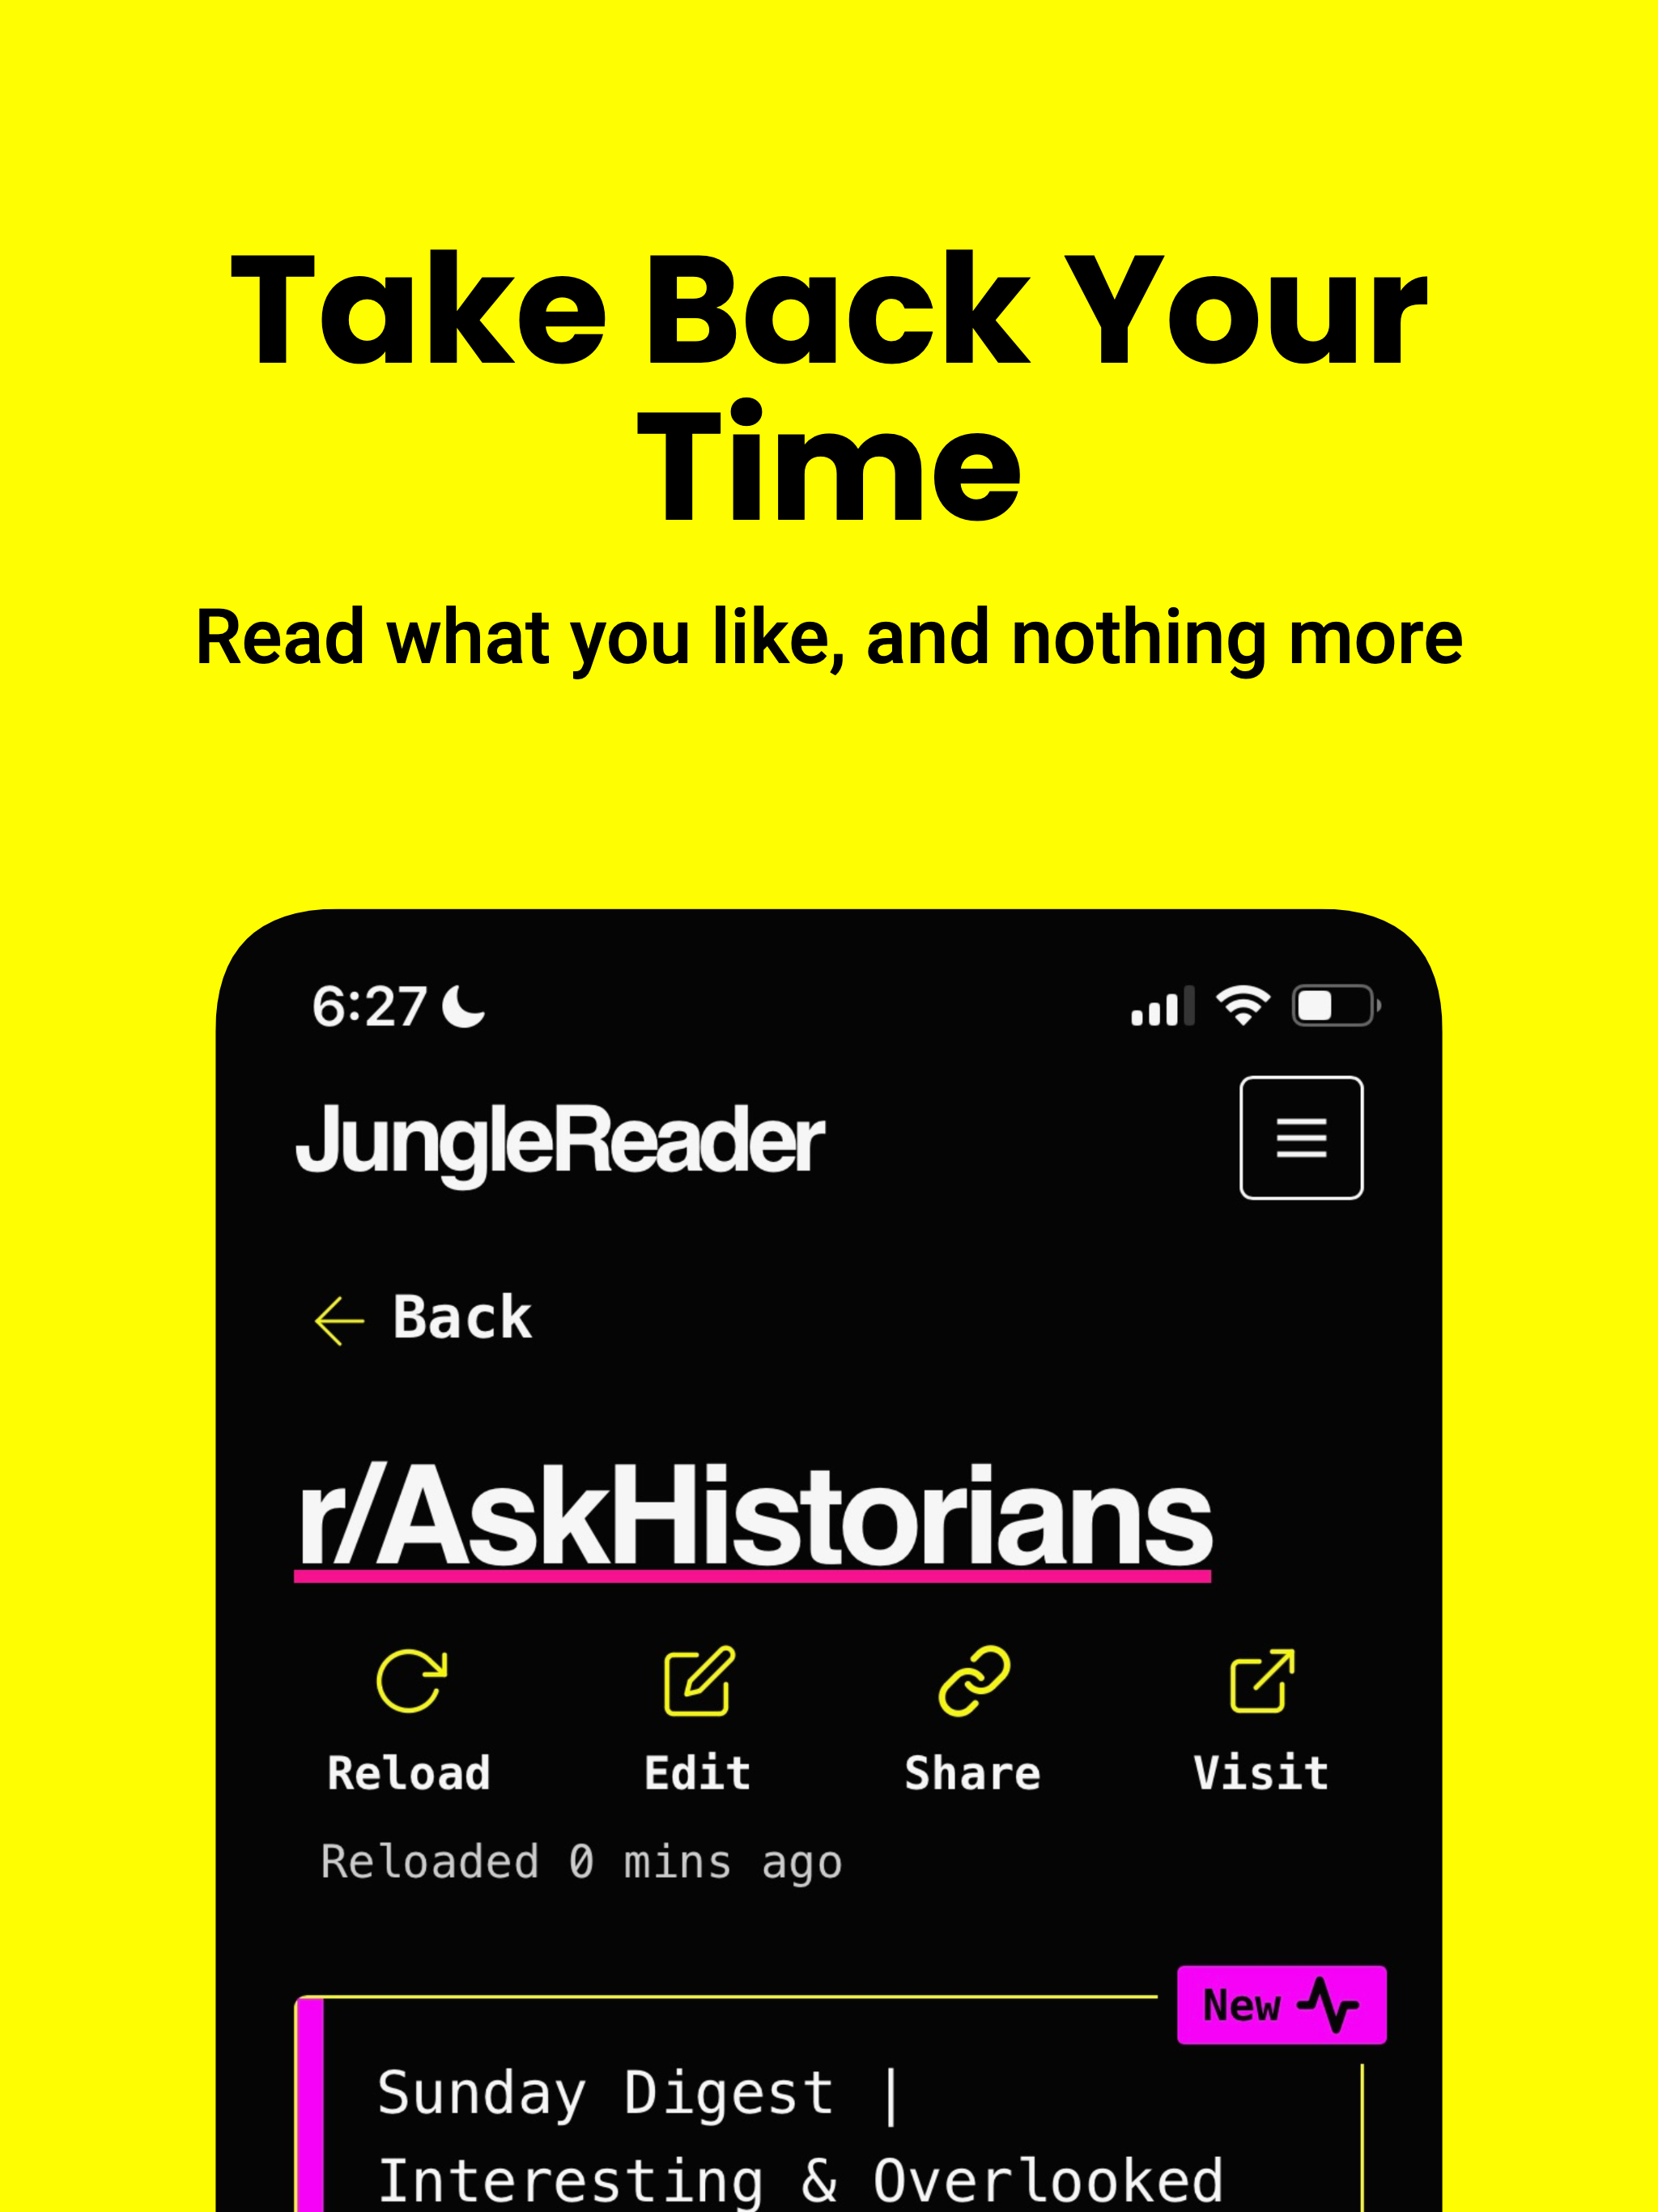 Take Back Your
Time
Read what you like, and nothing more
6:27
JungleReader
Back
r/AskHistorians
Reload Edit Share Visit
Reloaded 0 mins ago
New
Sunday Digest |
Interesting & Overlooked